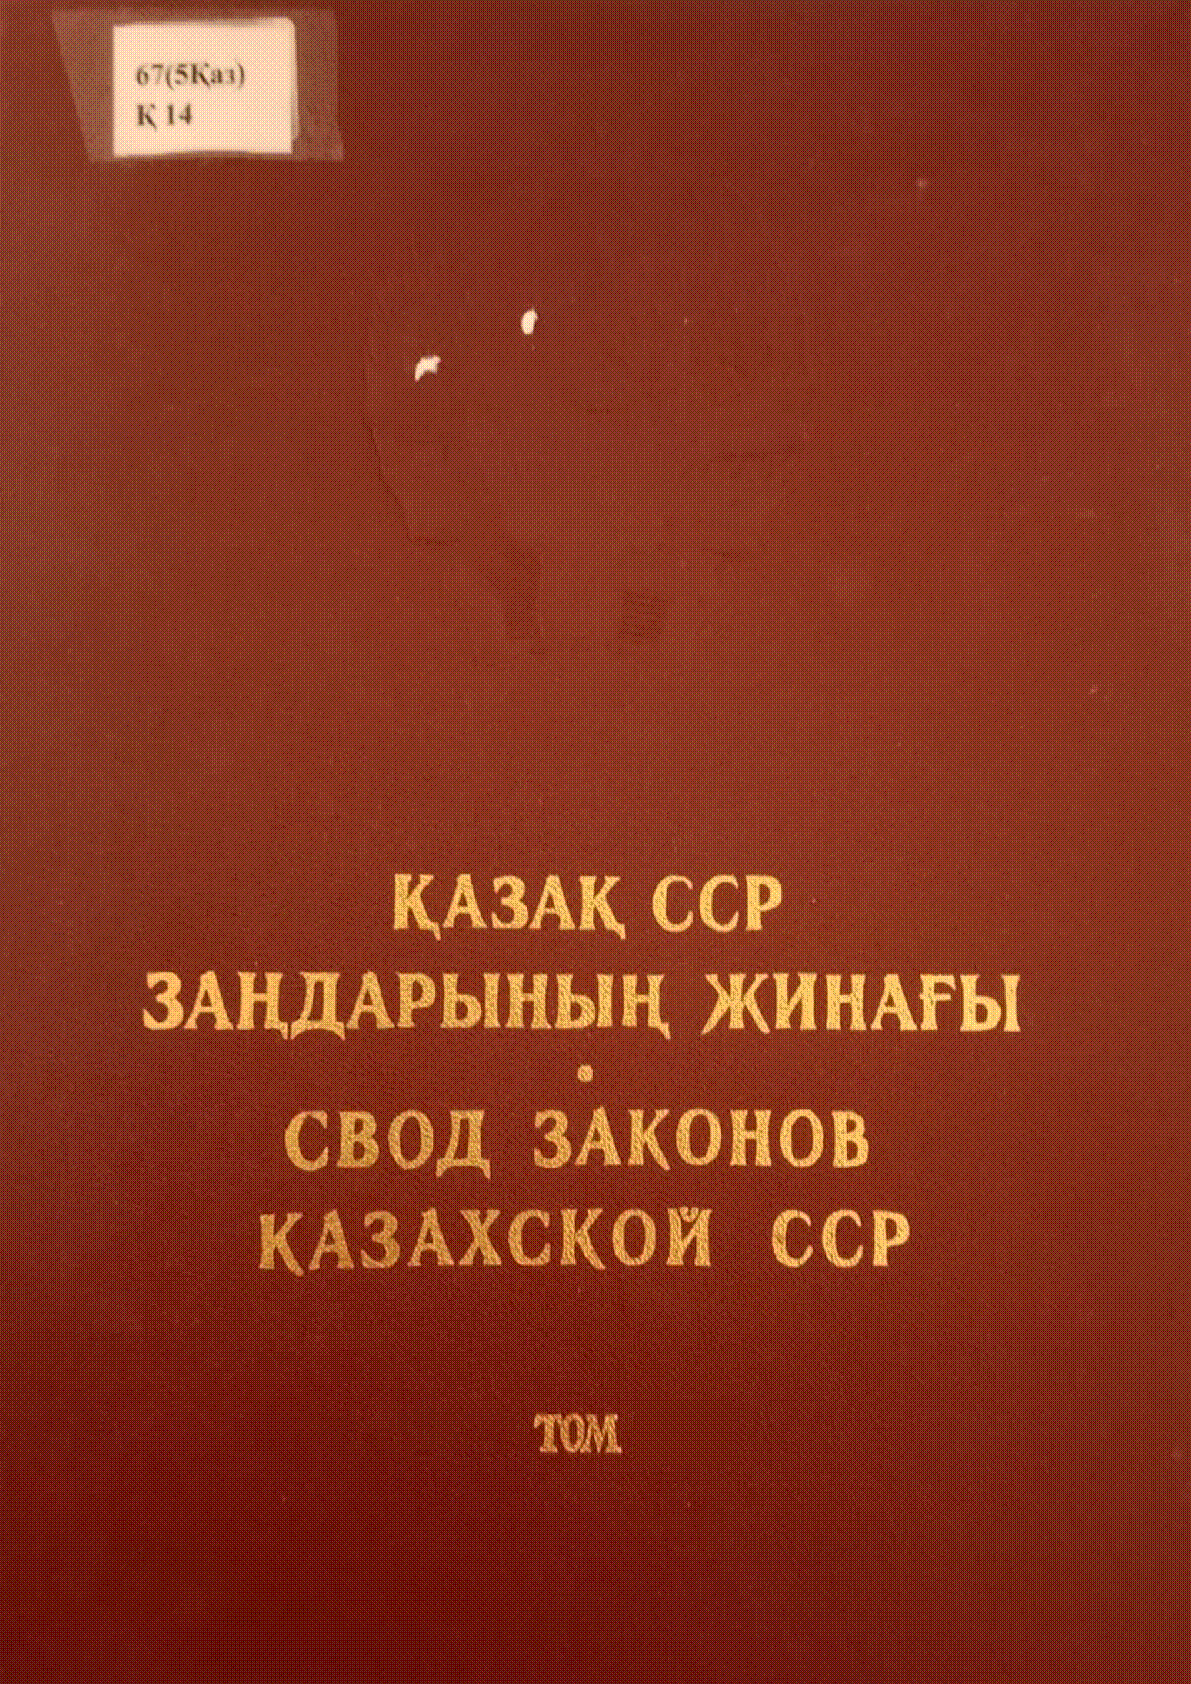 67(5Қаз)
Қ 14
ҚАЗАҚ ССР
ЗАҢДАРЫНЫҢ ЖИНАҒЫ
•
СВОД ЗАКОНОВ
КАЗАХСКОЙ ССР
ТОМ